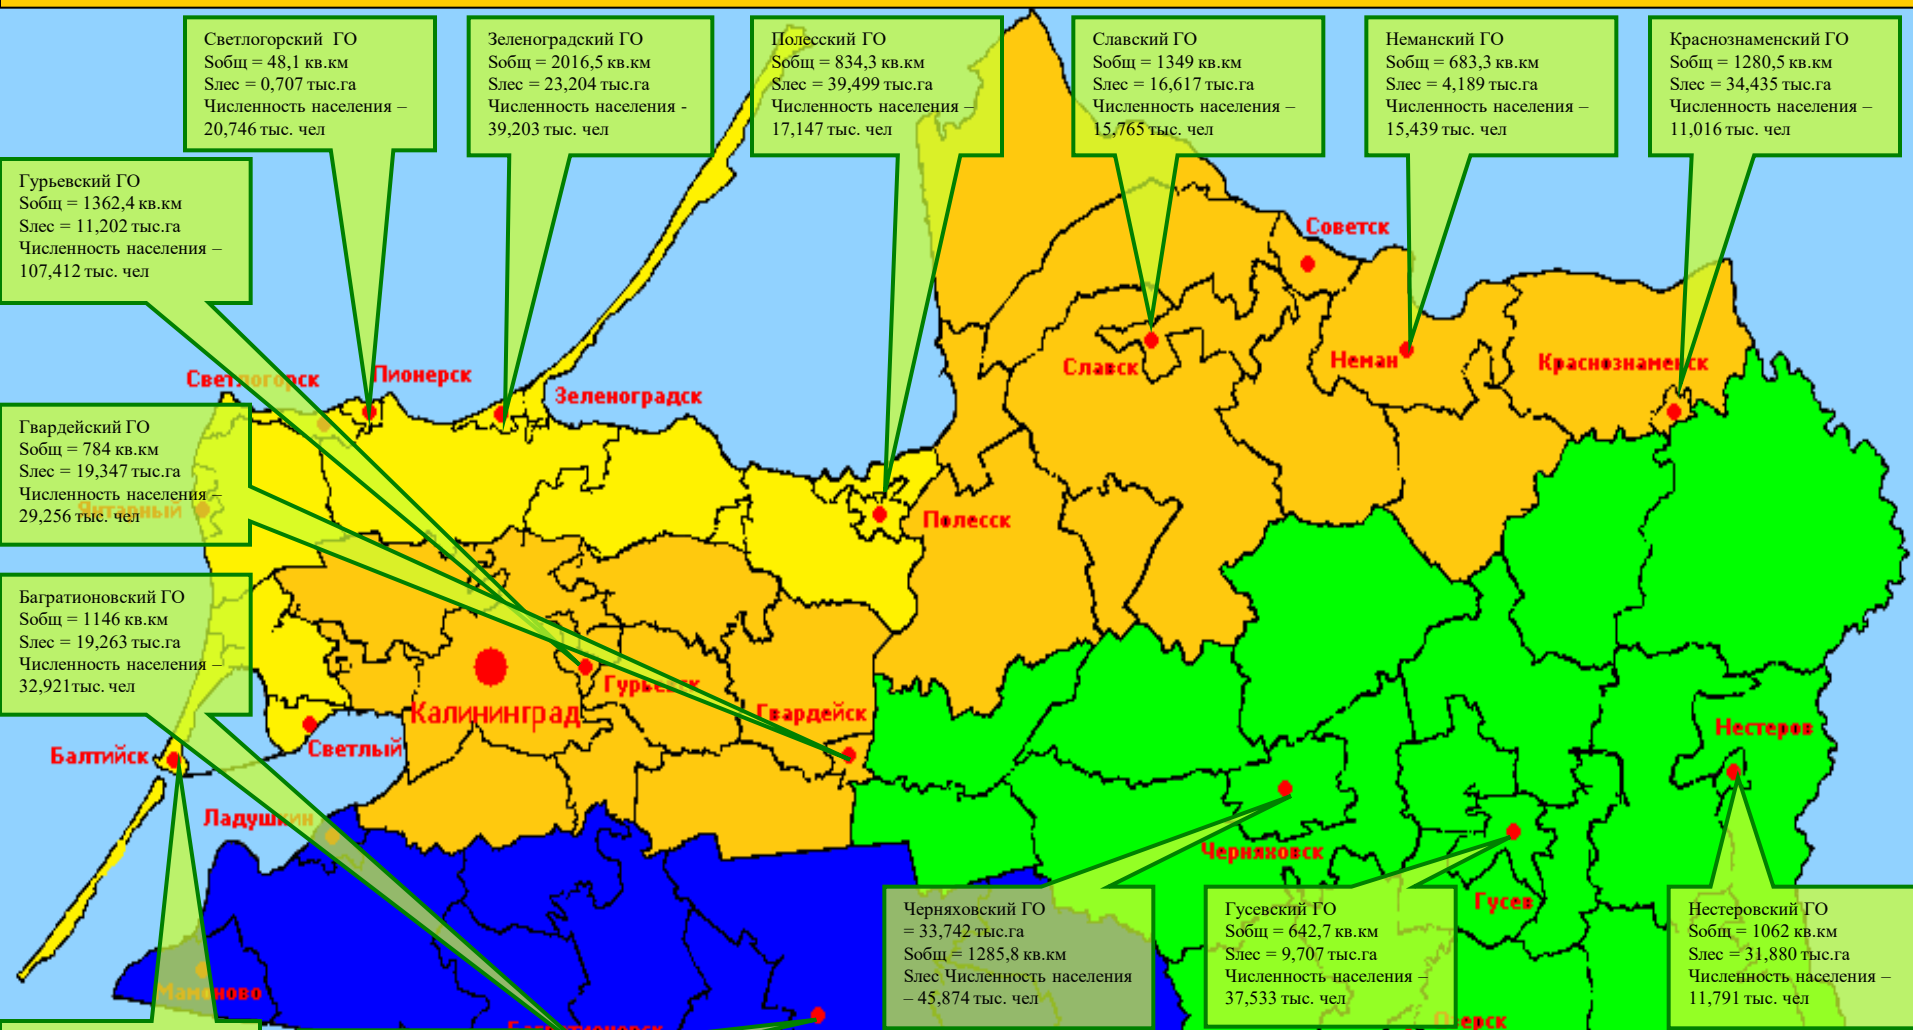 Светлогорский ГО
Sобщ = 48,1 кв.км
Sлес = 0,707 тыс.га
Численность населения –
20,746 тыс. чел
Зеленоградский ГО
Sобщ = 2016,5 кв.км
Sлес = 23,204 тыс.га
Численность населения -
39,203 тыс. чел
Полесский ГО
Sобщ = 834,3 кв.км
Sлес = 39,499 тыс.га
Численность населения –
17,147 тыс. чел
Славский ГО
Sобщ = 1349 кв.км
Sлес = 16,617 тыс.га
Численность населения –
15,765 тыс. чел
Неманский ГО
Sобщ = 683,3 кв.км
Sлес = 4,189 тыс.га
Численность населения –
15,439 тыс. чел
Краснознаменский ГО
Sобщ = 1280,5 кв.км
Sлес = 34,435 тыс.га
Численность населения –
11,016 тыс. чел
Гурьевский ГО
Sобщ = 1362,4 кв.км
Sлес = 11,202 тыс.га
Численность населения –
107,412 тыс. чел
Советск
Славск
Неман
Краснознаменск
Светлогорск
Пионерск
Зеленоградск
Гвардейский ГО
Sобщ = 784 кв.км
Sлес = 19,347 тыс.га
Численность населения –
29,256 тыс. чел
Янтарный
Полесск
Багратионовский ГО
Sобщ = 1146 кв.км
Sлес = 19,263 тыс.га
Численность населения –
32,921тыс. чел
Гурьевск
Калининград
Гвардейск
Нестеров
Балтийск
Светлый
Ладушкин
Черняховск
Гусев
Черняховский ГО
= 33,742 тыс.га
Sобщ = 1285,8 кв.км
Sлес Численность населения
– 45,874 тыс. чел
Гусевский ГО
Sобщ = 642,7 кв.км
Sлес = 9,707 тыс.га
Численность населения –
37,533 тыс. чел
Нестеровский ГО
Sобщ = 1062 кв.км
Sлес = 31,880 тыс.га
Численность населения –
11,791 тыс. чел
Мамоново
Багратионовск
Озерск